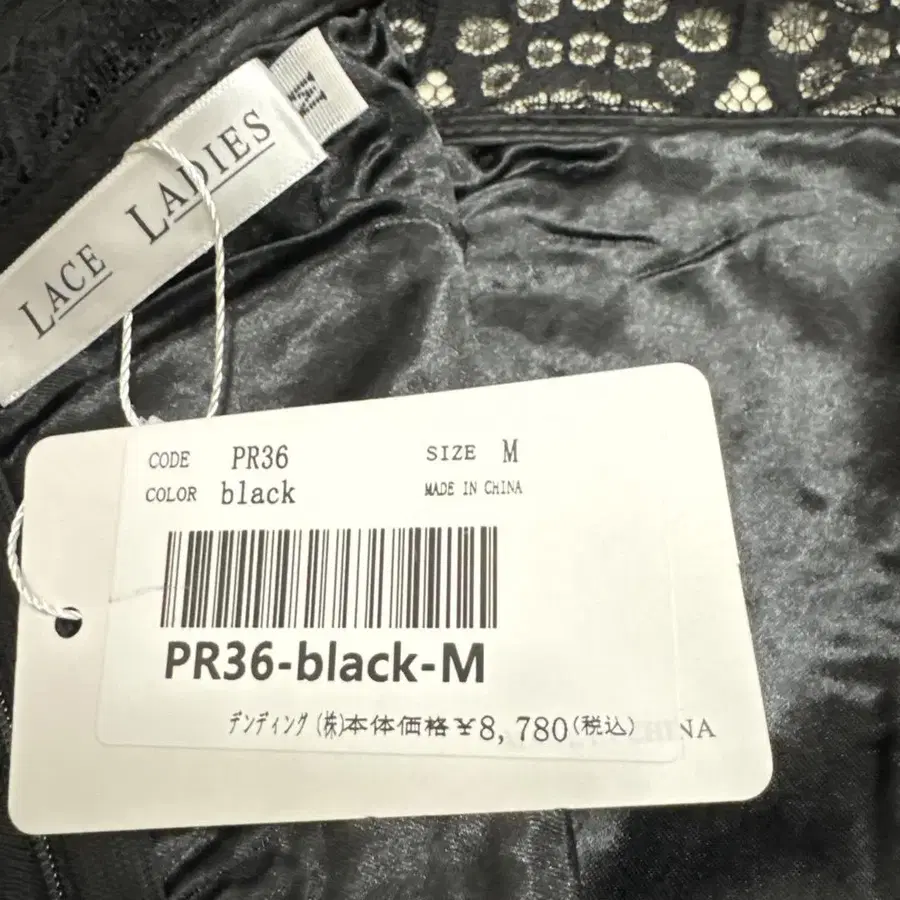 LACE LADIES
M
CODE PR36 SIZE M
COLOR black MADE IN CHINA
PR36-black-M
デンディング(株)本体価格¥8,780(税込)
NA